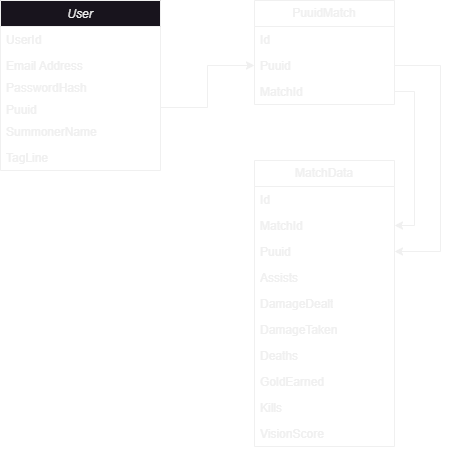 User
UserId
Email Address
PasswordHash
Puuid
SummonerName
TagLine
PuuidMatch
Id
Puuid
MatchId
MatchData
Id
MatchId
Puuid
Assists
DamageDealt
DamageTaken
Deaths
GoldEarned
Kills
VisionScore